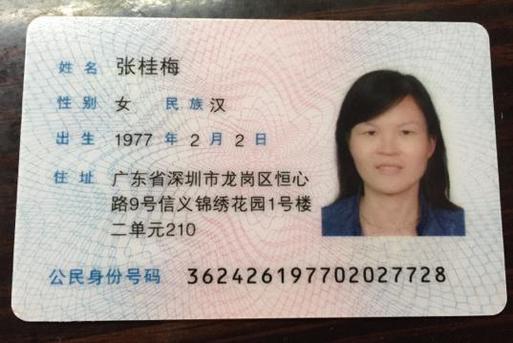 姓名 张桂梅
性别 女 民族 汉
出生 1977 年 2 月 2 日
住址 广东省深圳市龙岗区恒心
路9号信义锦绣花园1号楼
二单元210
公民身份号码 362426197702027728